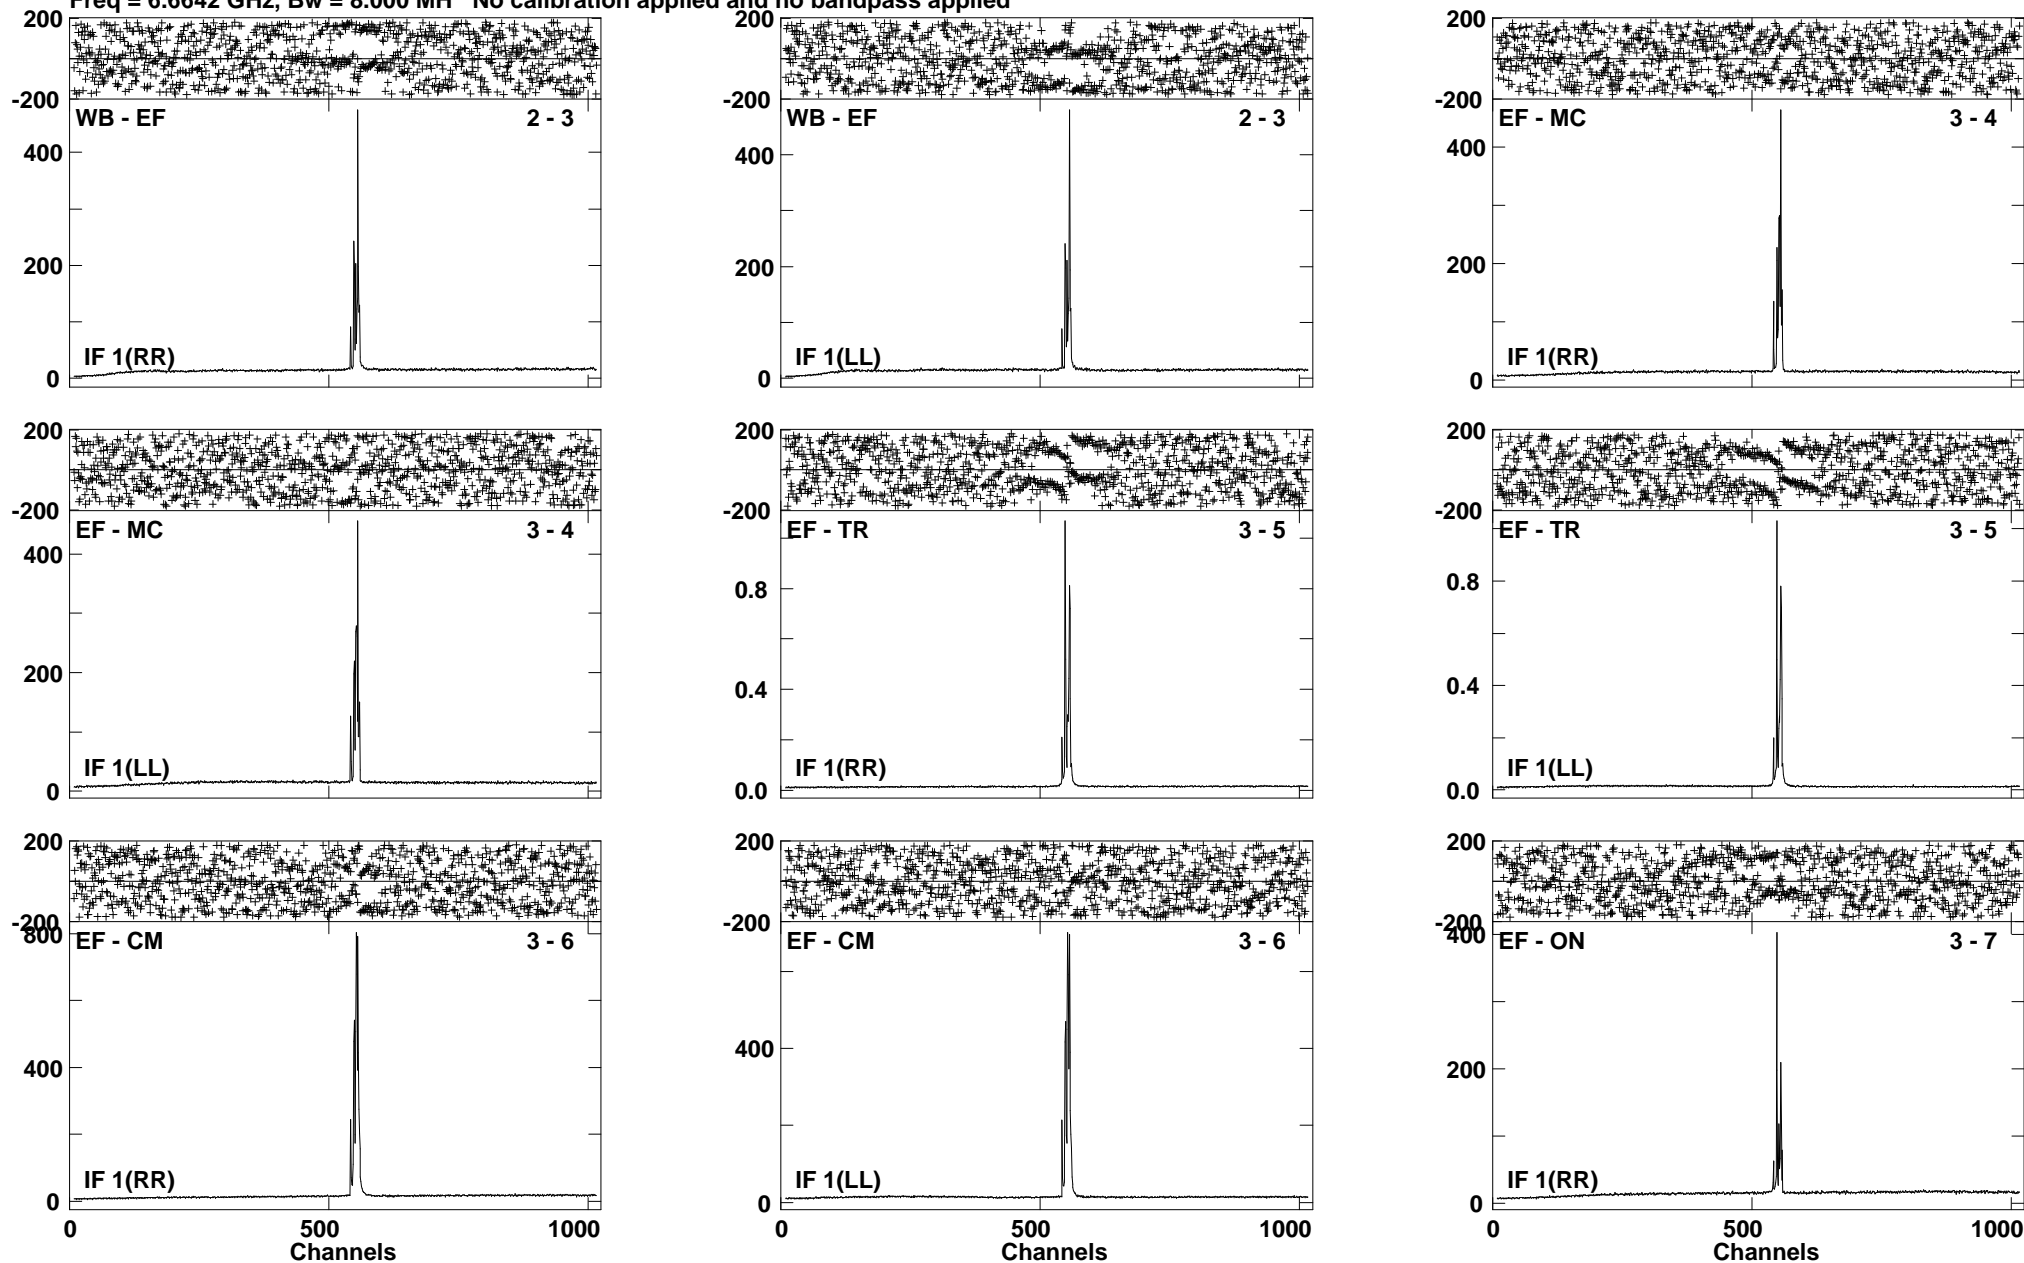 Freq = 6.6642 GHz, Bw = 8.000 MH No calibration applied and no bandpass applied
200 200 200
-200 -200 -200
WB - EF 2 - 3 WB - EF 2 - 3 EF - MC 3 - 4
400 400 400
200 200 200
IF 1(RR) IF 1(LL) IF 1(RR)
0 0 0
200 200 200
-200 -200 -200
EF - MC 3 - 4 EF - TR 3 - 5 EF - TR 3 - 5
400 0.8 0.8
200 0.4 0.4
IF 1(LL) IF 1(RR) IF 1(LL)
0 0.0 0.0
200 200 200
-200 -200 -200
800 400
EF - CM 3 - 6 EF - CM 3 - 6 EF - ON 3 - 7
400 400 200
IF 1(RR) IF 1(LL) IF 1(RR)
0 0 0
0 500 1000 0 500 1000 0 500 1000
Channels Channels Channels